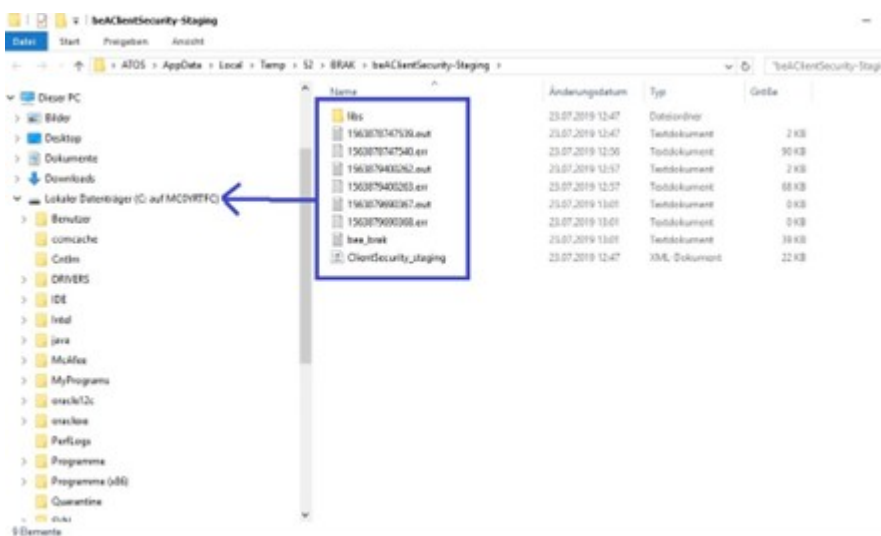 beAClientSecurity-Staging
Datei Start Freigeben Ansicht
ATOS › AppData › Local › Temp › S2 › BRAK › beAClientSecurity-Staging ›
Name Änderungsdatum Typ Größe
Dieser PC
Bilder
Desktop
Dokumente
Downloads
Lokaler Datenträger (C: auf MCDYRTFC)
Benutzer
comcache
Cntlm
DRIVERS
IDE
Intel
java
McAfee
MyPrograms
oracle12c
oraclexe
PerfLogs
Programme
Programme (x86)
Quarantine
libs 23.07.2019 12:47 Dateiordner
1563878747539.out 23.07.2019 12:47 Textdokument 2 KB
1563878747540.err 23.07.2019 12:56 Textdokument 90 KB
1563879400262.out 23.07.2019 12:57 Textdokument 2 KB
1563879400263.err 23.07.2019 12:57 Textdokument 68 KB
1563879690367.out 23.07.2019 13:01 Textdokument 0 KB
1563879690368.err 23.07.2019 13:01 Textdokument 0 KB
bea_brak 23.07.2019 13:01 Textdokument 39 KB
ClientSecurity_staging 23.07.2019 12:47 XML-Dokument 22 KB
9 Elemente